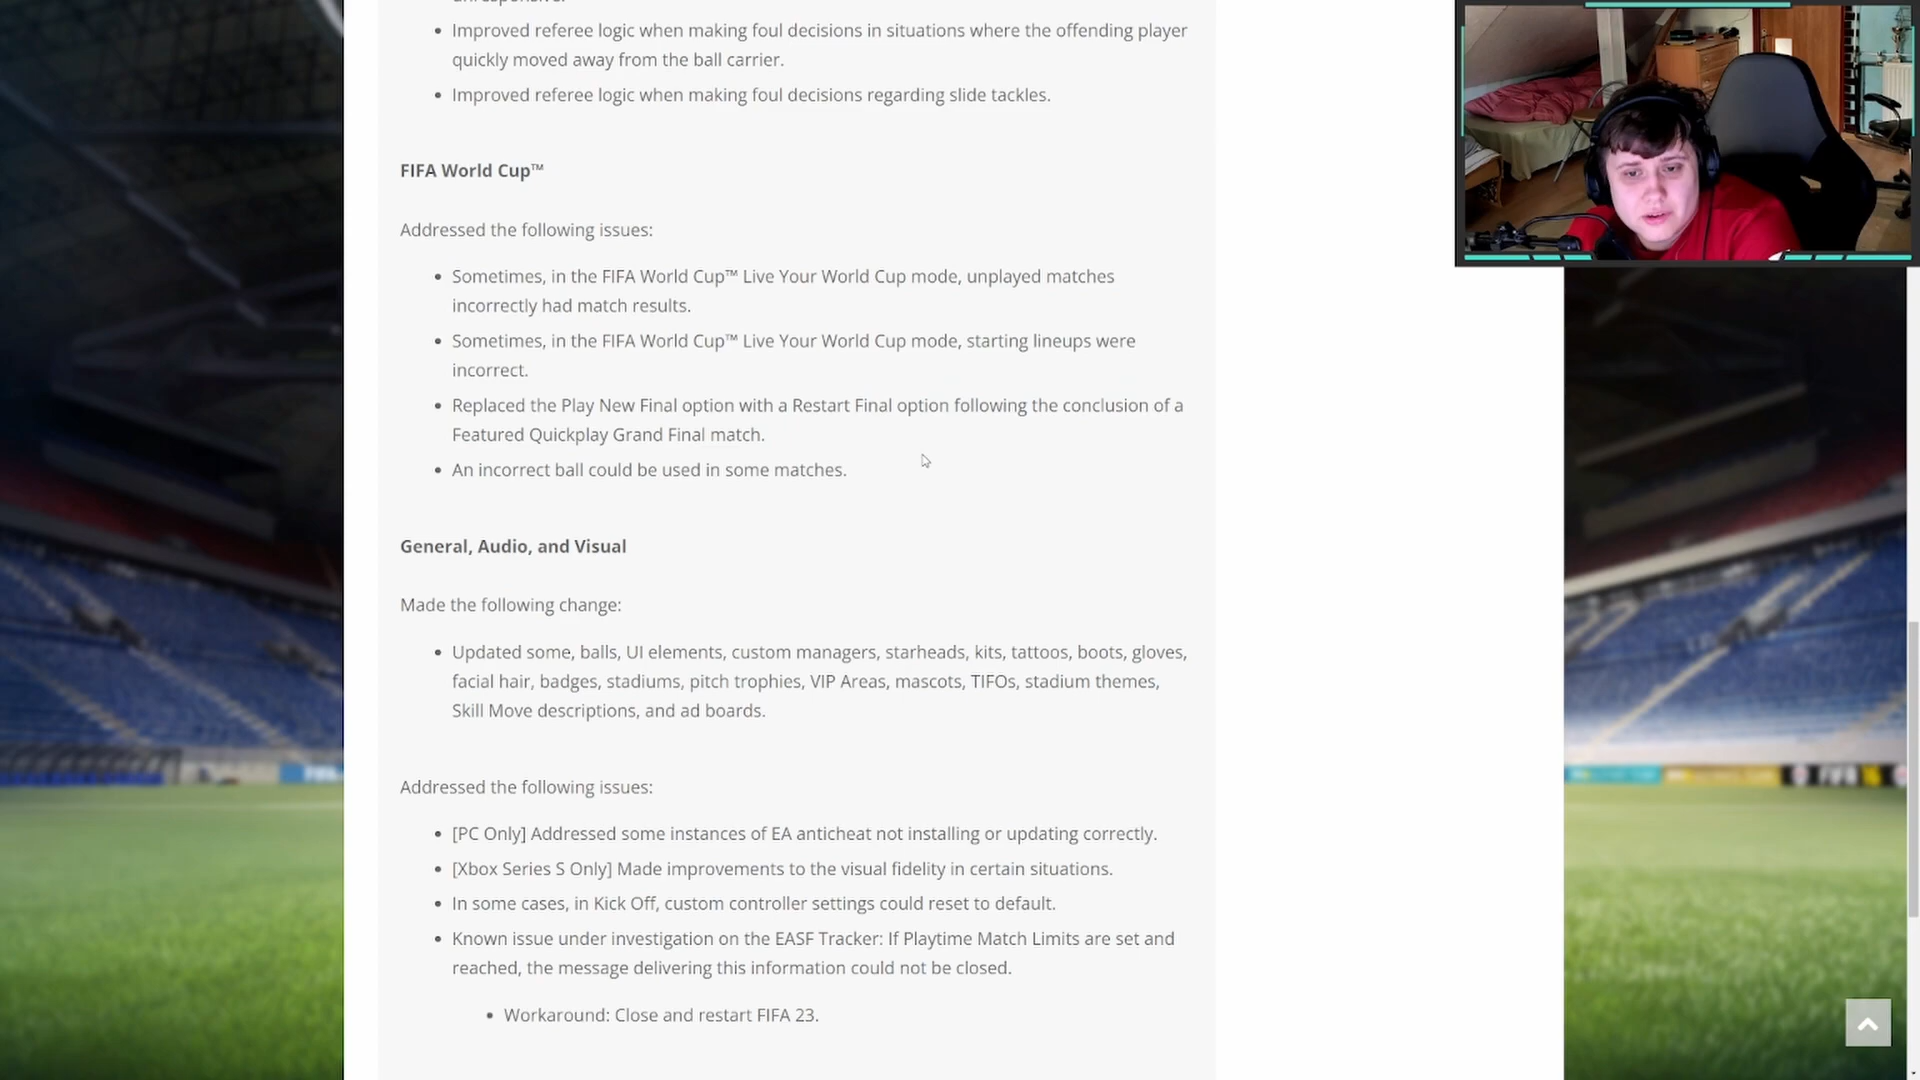 Improved referee logic when making foul decisions in situations where the offending player
quickly moved away from the ball carrier.
Improved referee logic when making foul decisions regarding slide tackles.
FIFA World Cup™
Addressed the following issues:
Sometimes, in the FIFA World Cup™ Live Your World Cup mode, unplayed matches
incorrectly had match results.
Sometimes, in the FIFA World Cup™ Live Your World Cup mode, starting lineups were
incorrect.
Replaced the Play New Final option with a Restart Final option following the conclusion of a
Featured Quickplay Grand Final match.
An incorrect ball could be used in some matches.
General, Audio, and Visual
Made the following change:
Updated some, balls, UI elements, custom managers, starheads, kits, tattoos, boots, gloves,
facial hair, badges, stadiums, pitch trophies, VIP Areas, mascots, TIFOs, stadium themes,
Skill Move descriptions, and ad boards.
Addressed the following issues:
[PC Only] Addressed some instances of EA anticheat not installing or updating correctly.
[Xbox Series S Only] Made improvements to the visual fidelity in certain situations.
In some cases, in Kick Off, custom controller settings could reset to default.
Known issue under investigation on the EASF Tracker: If Playtime Match Limits are set and
reached, the message delivering this information could not be closed.
Workaround: Close and restart FIFA 23.